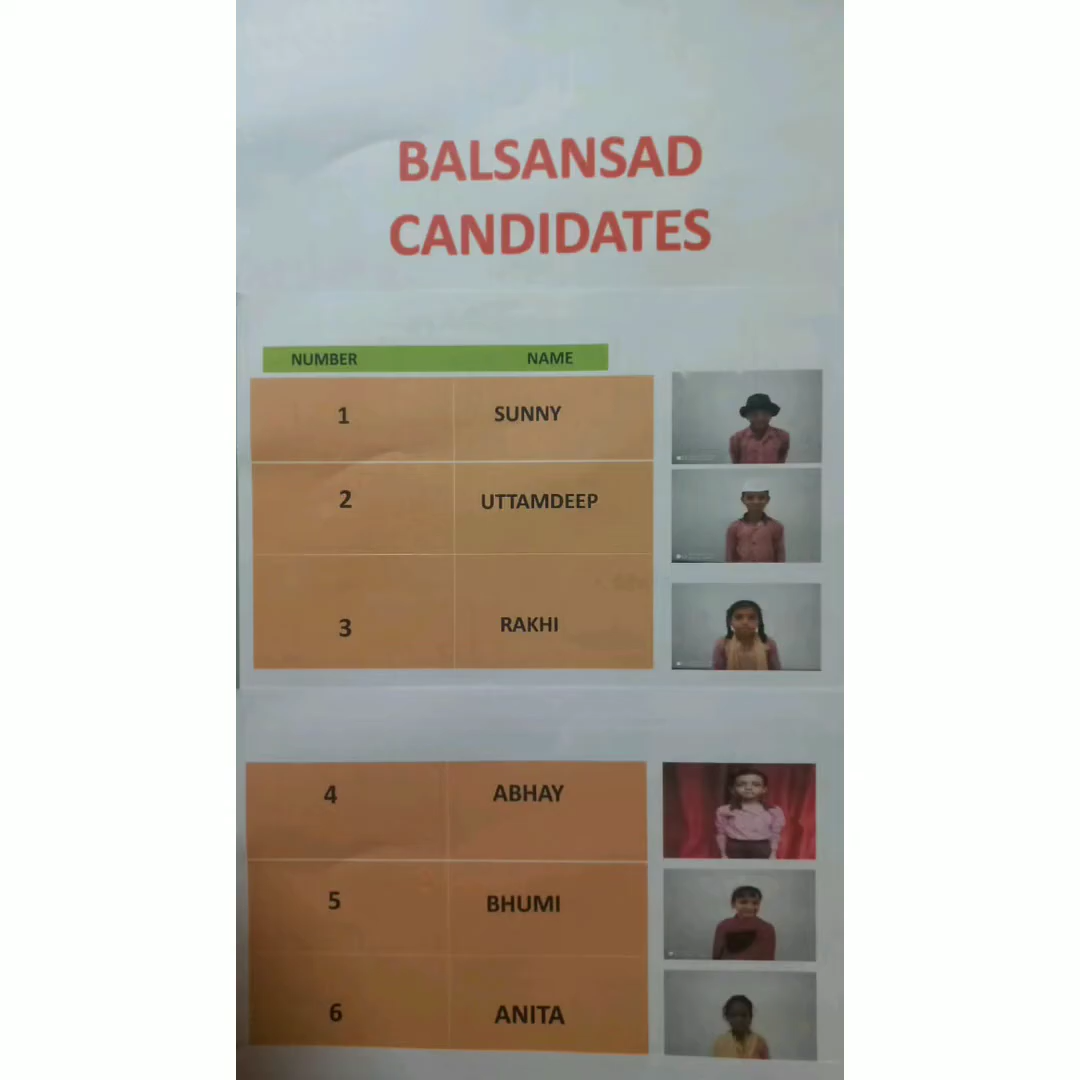 BALSANSAD
CANDIDATES
NUMBER NAME
1 SUNNY
2 UTTAMDEEP
3 RAKHI
4 ABHAY
5 BHUMI
6 ANITA